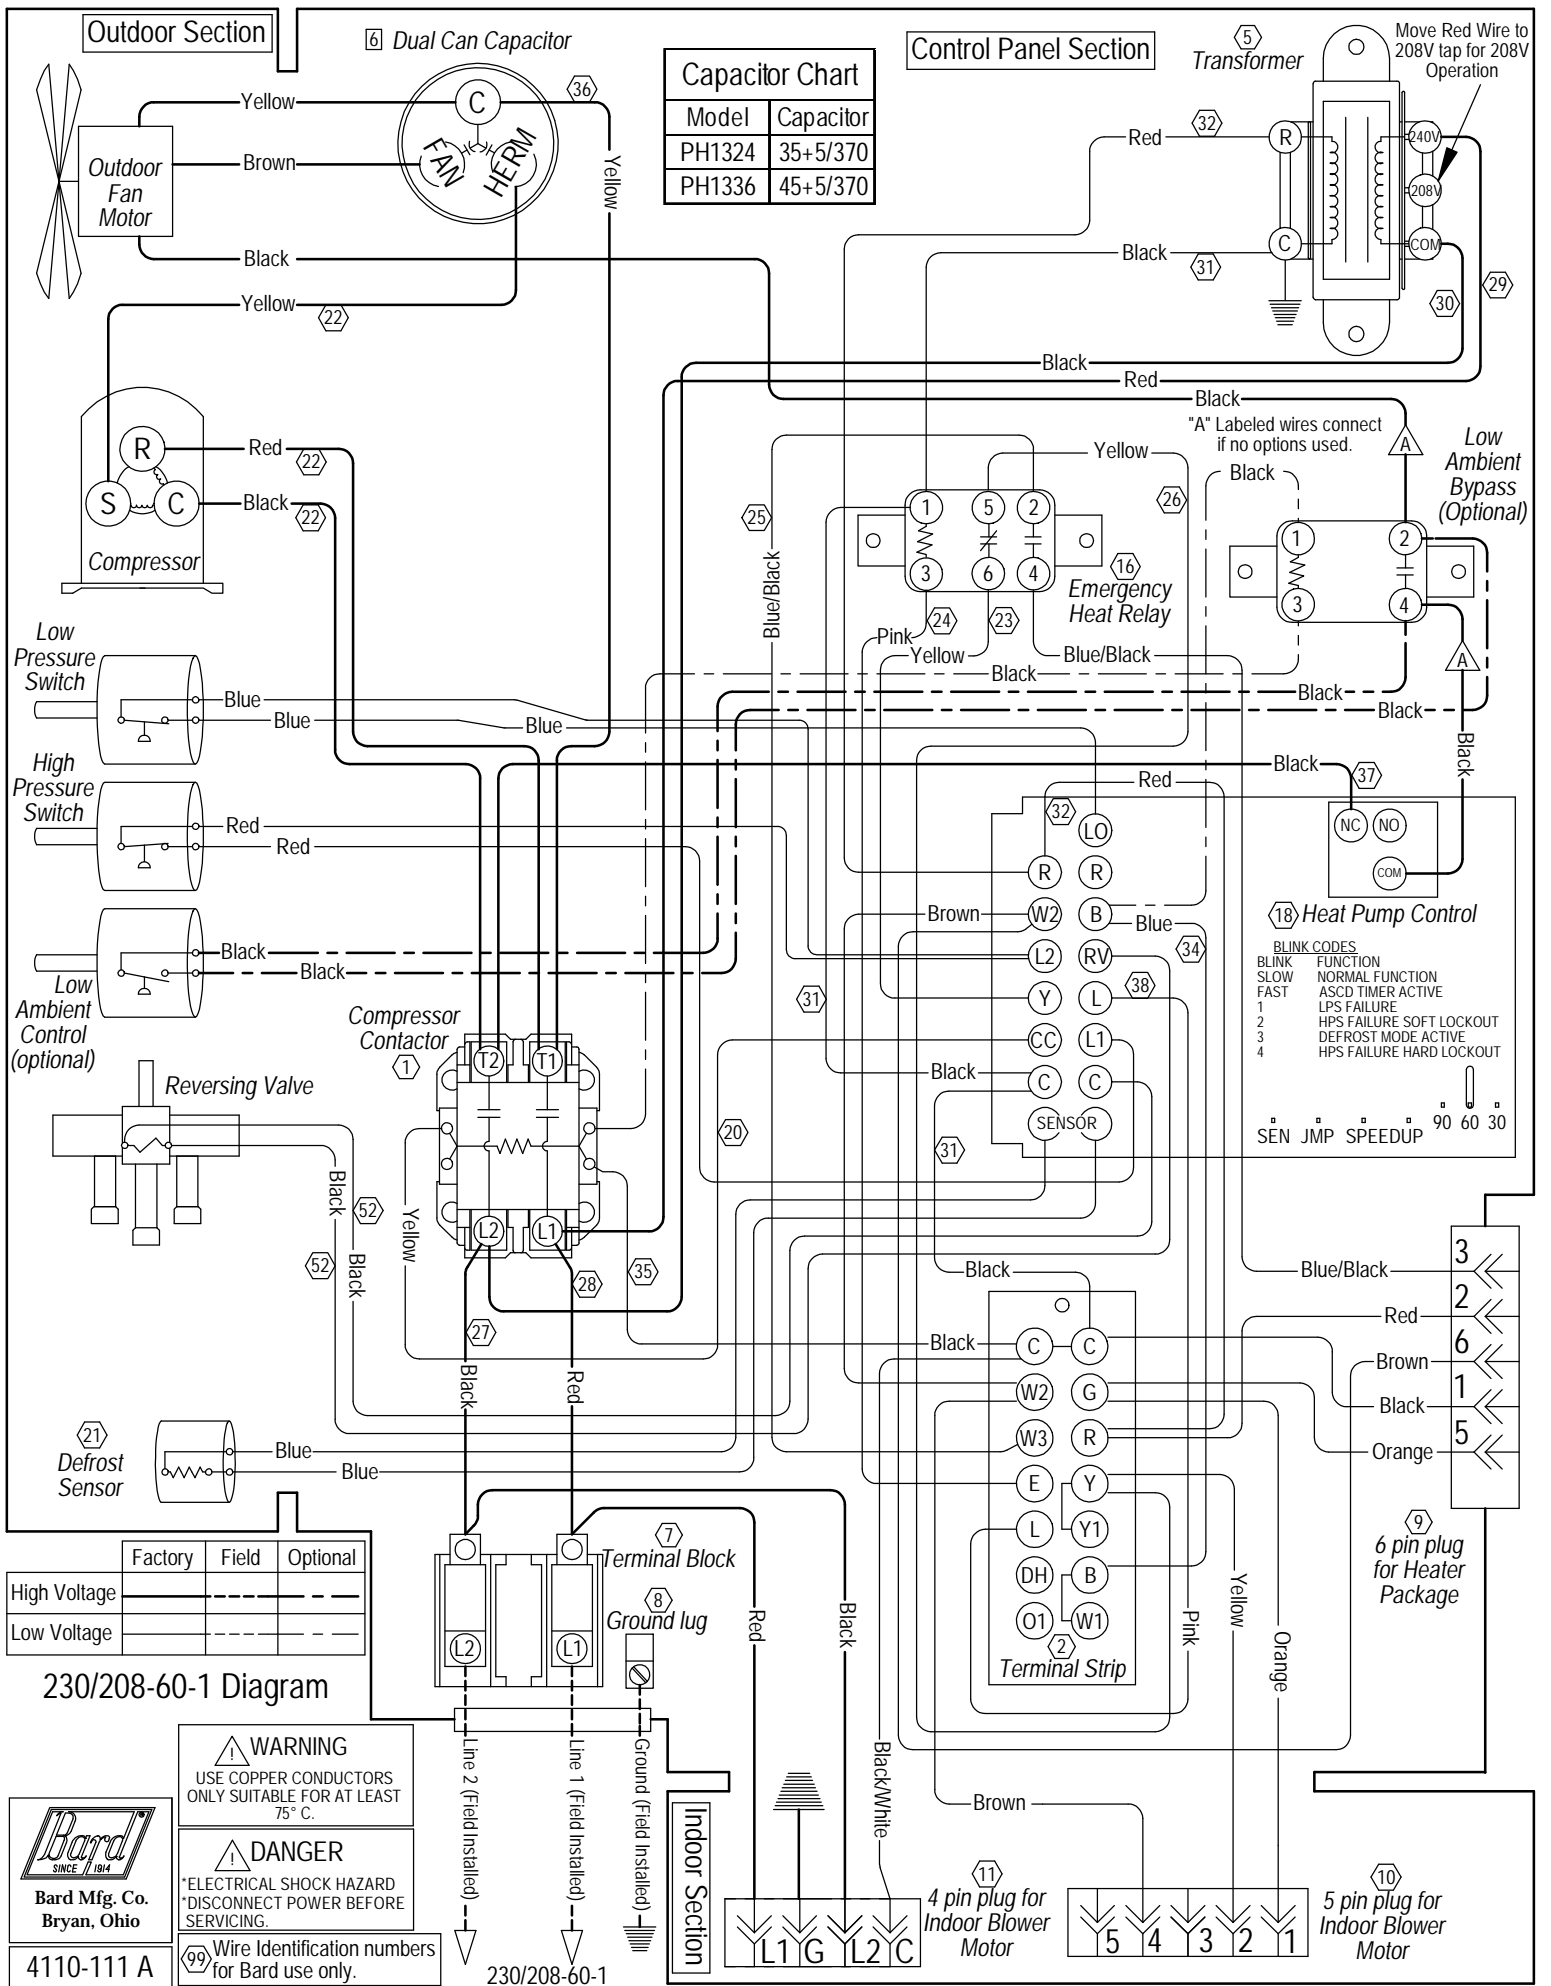 Outdoor Section
6 Dual Can Capacitor
Control Panel Section
5
Transformer
Move Red Wire to
208V tap for 208V
Operation
Capacitor Chart
Model Capacitor
PH1324 35+5/370
PH1336 45+5/370
Yellow
C
36
FAN
HERM
Brown
Outdoor
Fan
Motor
Yellow
Black
Yellow
22
Red
32
R
240V
208V
C
COM
Black
31
29
30
Black
Red
Black
"A" Labeled wires connect
if no options used.
A
Low
Ambient
Bypass
(Optional)
R
S
C
Red
22
Black
22
Compressor
25
Blue/Black
Yellow
26
Black
1
5
2
3
6
4
16
Emergency
Heat Relay
1
2
3
4
A
Pink
24
23
Yellow
Blue/Black
Black
Black
Black
Black
Low
Pressure
Switch
Blue
Blue
Blue
High
Pressure
Switch
Red
Red
Black
37
Red
32
NC
NO
COM
LO
R
R
Brown
W2
B
Blue
34
L2
RV
38
Y
L
CC
L1
Black
C
C
SENSOR
31
31
18 Heat Pump Control
BLINK CODES
BLINK FUNCTION
SLOW NORMAL FUNCTION
FAST ASCD TIMER ACTIVE
1 LPS FAILURE
2 HPS FAILURE SOFT LOCKOUT
3 DEFROST MODE ACTIVE
4 HPS FAILURE HARD LOCKOUT
SEN JMP SPEEDUP 90 60 30
Black
Black
Low
Ambient
Control
(optional)
Compressor
Contactor
1
T2
T1
L2
L1
Reversing Valve
Black
52
52
Black
Yellow
20
35
28
27
Black
Red
Black
Black
C
C
W2
G
W3
R
E
Y
L
Y1
DH
B
O1
W1
2
Terminal Strip
Blue/Black
3
Red
2
Brown
6
Black
1
Orange
5
9
6 pin plug
for Heater
Package
21
Defrost
Sensor
Blue
Blue
7
Terminal Block
L2
L1
8
Ground lug
Red
Black
Pink
Yellow
Orange
Factory Field Optional
High Voltage
Low Voltage
230/208-60-1 Diagram
WARNING
USE COPPER CONDUCTORS
ONLY SUITABLE FOR AT LEAST
75° C.
DANGER
*ELECTRICAL SHOCK HAZARD
*DISCONNECT POWER BEFORE
SERVICING.
99 Wire Identification numbers
for Bard use only.
Bard®
SINCE 1914
Bard Mfg. Co.
Bryan, Ohio
4110-111 A
Line 2 (Field Installed)
Line 1 (Field Installed)
Ground (Field Installed)
230/208-60-1
Indoor Section
Black/White
Brown
L1 G L2 C
11
4 pin plug for
Indoor Blower
Motor
5 4 3 2 1
10
5 pin plug for
Indoor Blower
Motor